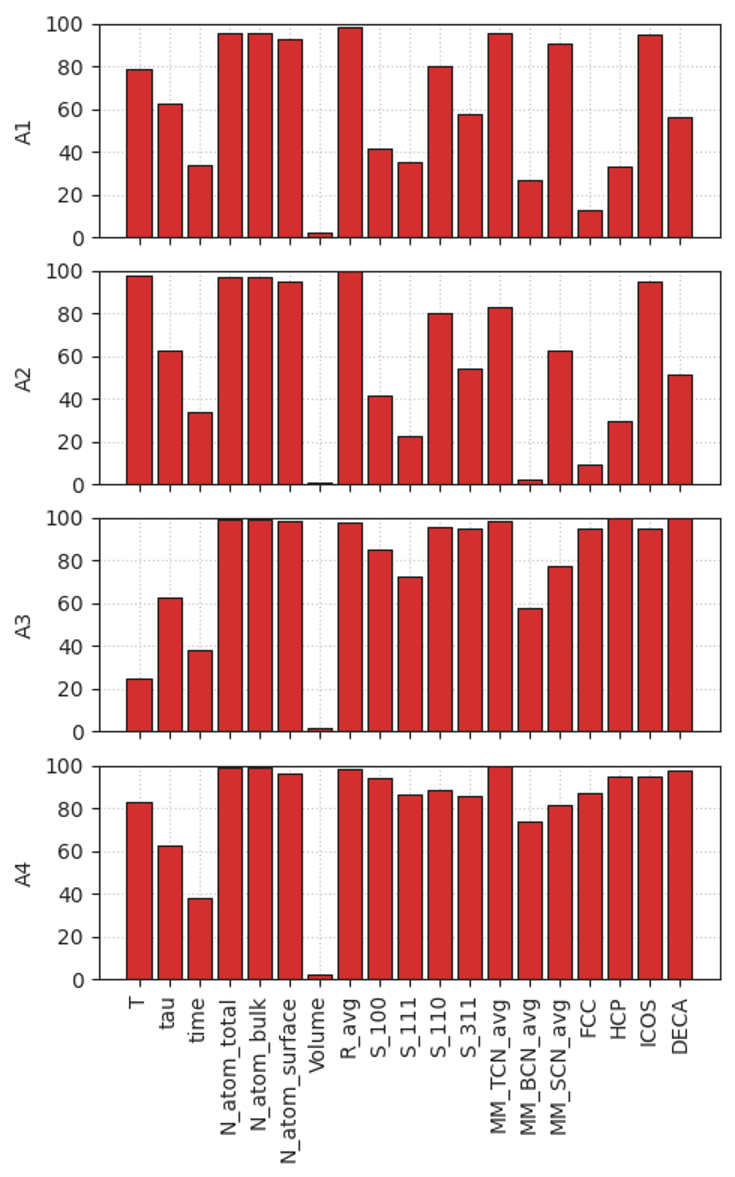 100
80
60
40
20
0
A1
100
80
60
40
20
0
A2
100
80
60
40
20
0
A3
100
80
60
40
20
0
A4
T
tau
time
N_atom_total
N_atom_bulk
N_atom_surface
Volume
R_avg
S_100
S_111
S_110
S_311
MM_TCN_avg
MM_BCN_avg
MM_SCN_avg
FCC
HCP
ICOS
DECA